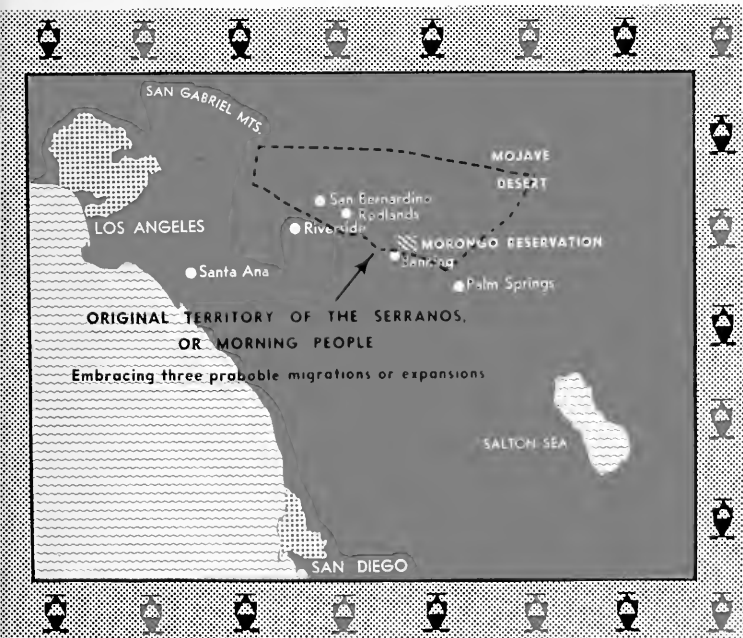 SAN GABRIEL MTS.
MOJAVE
DESERT
San Bernardino
Redlands
LOS ANGELES
Riverside
MORONGO RESERVATION
Banning
Santa Ana
Palm Springs
ORIGINAL TERRITORY OF THE SERRANOS,
OR MORNING PEOPLE
Embracing three probable migrations or expansions
SALTON SEA
SAN DIEGO